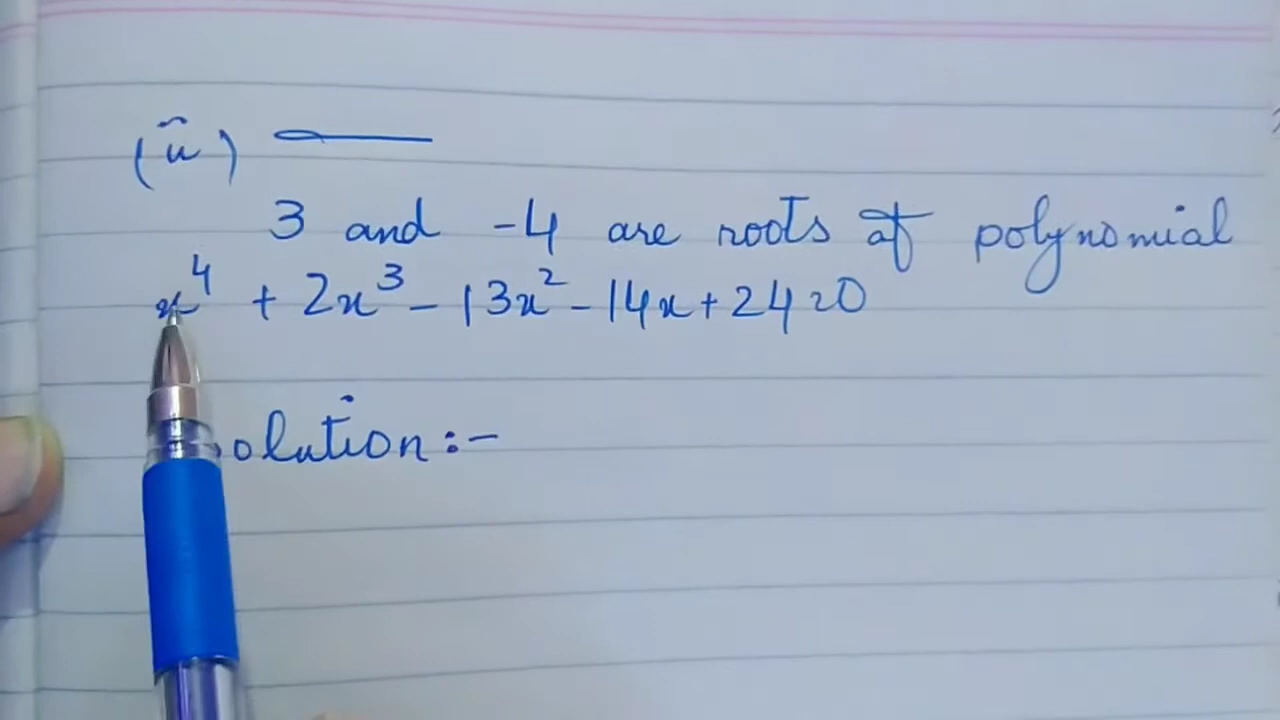 (ii)
3 and -4 are roots of polynomial
x⁴ + 2x³ - 13x² - 14x + 24 = 0
olution :-